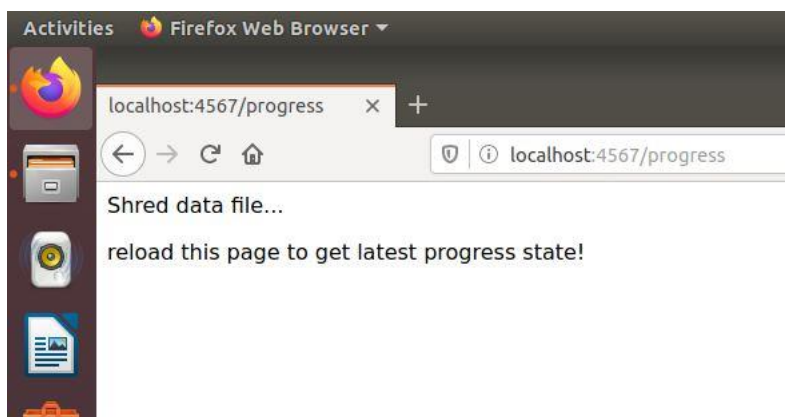 Activities Firefox Web Browser
localhost:4567/progress
localhost:4567/progress
Shred data file...
reload this page to get latest progress state!